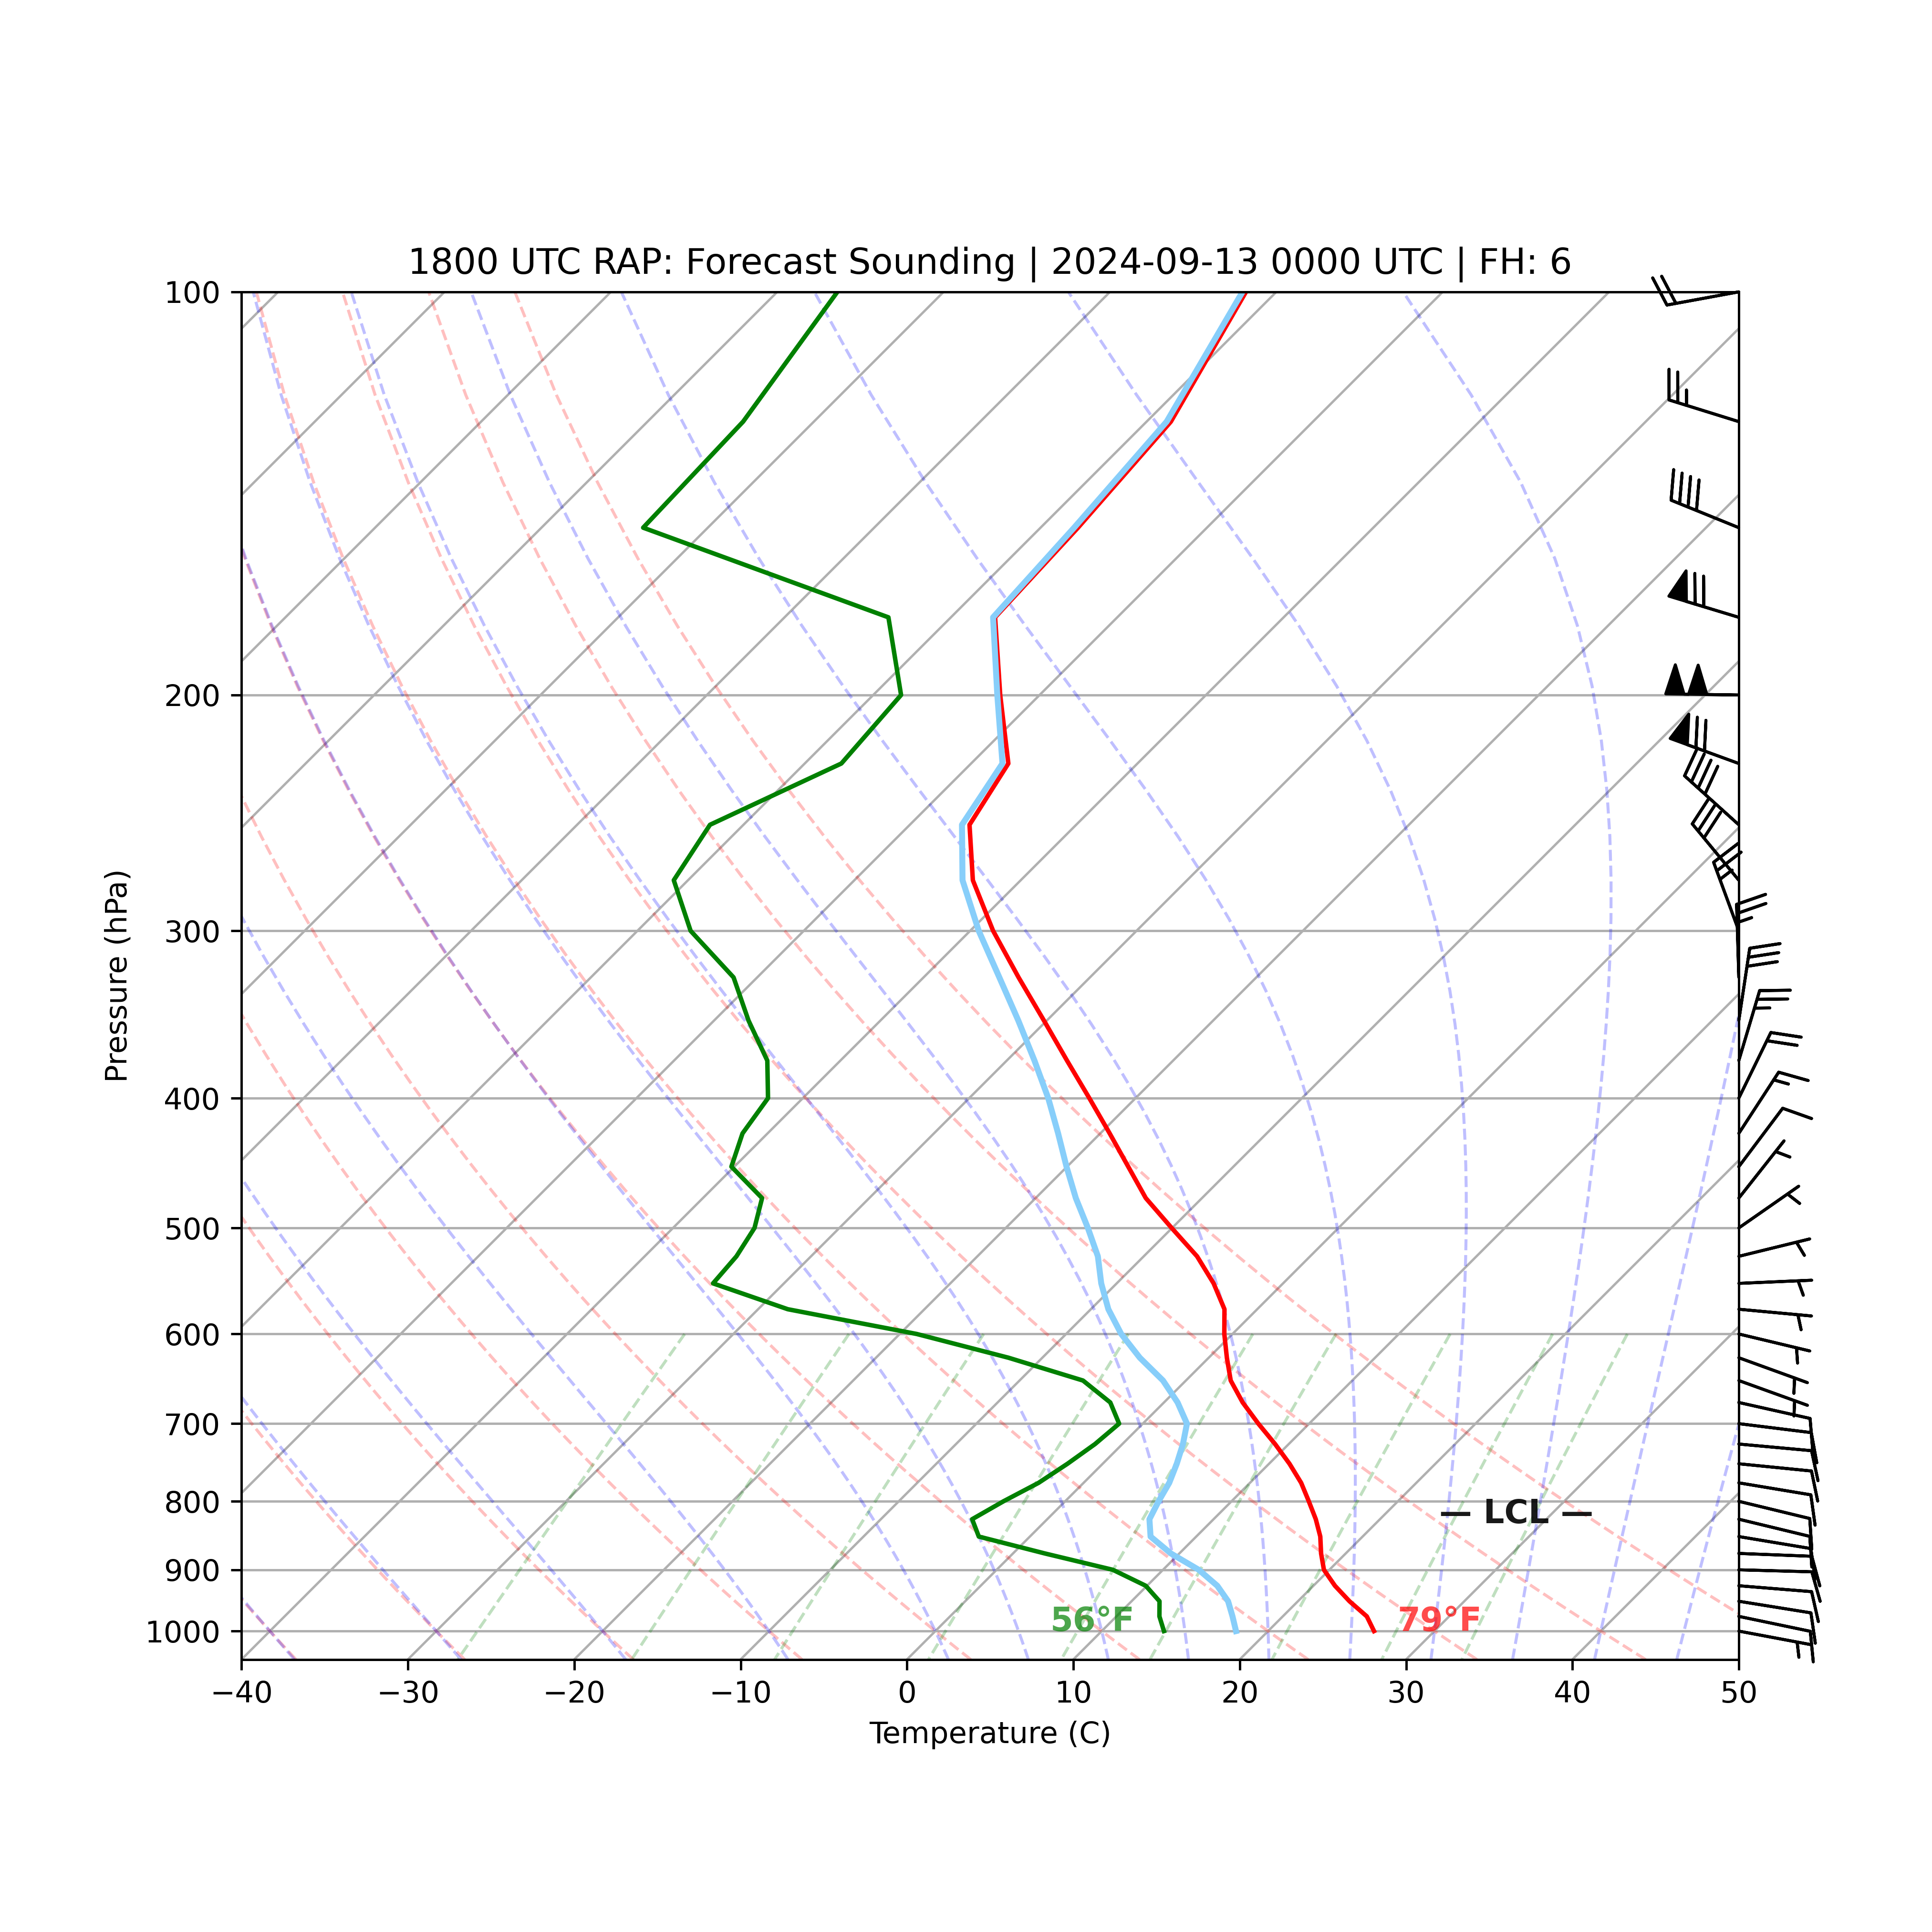 1800 UTC RAP: Forecast Sounding | 2024-09-13 0000 UTC | FH: 6
100
200
300
400
500
600
700
800
900
1000
Pressure (hPa)
— LCL —
56°F
79°F
−40 −30 −20 −10 0 10 20 30 40 50
Temperature (C)